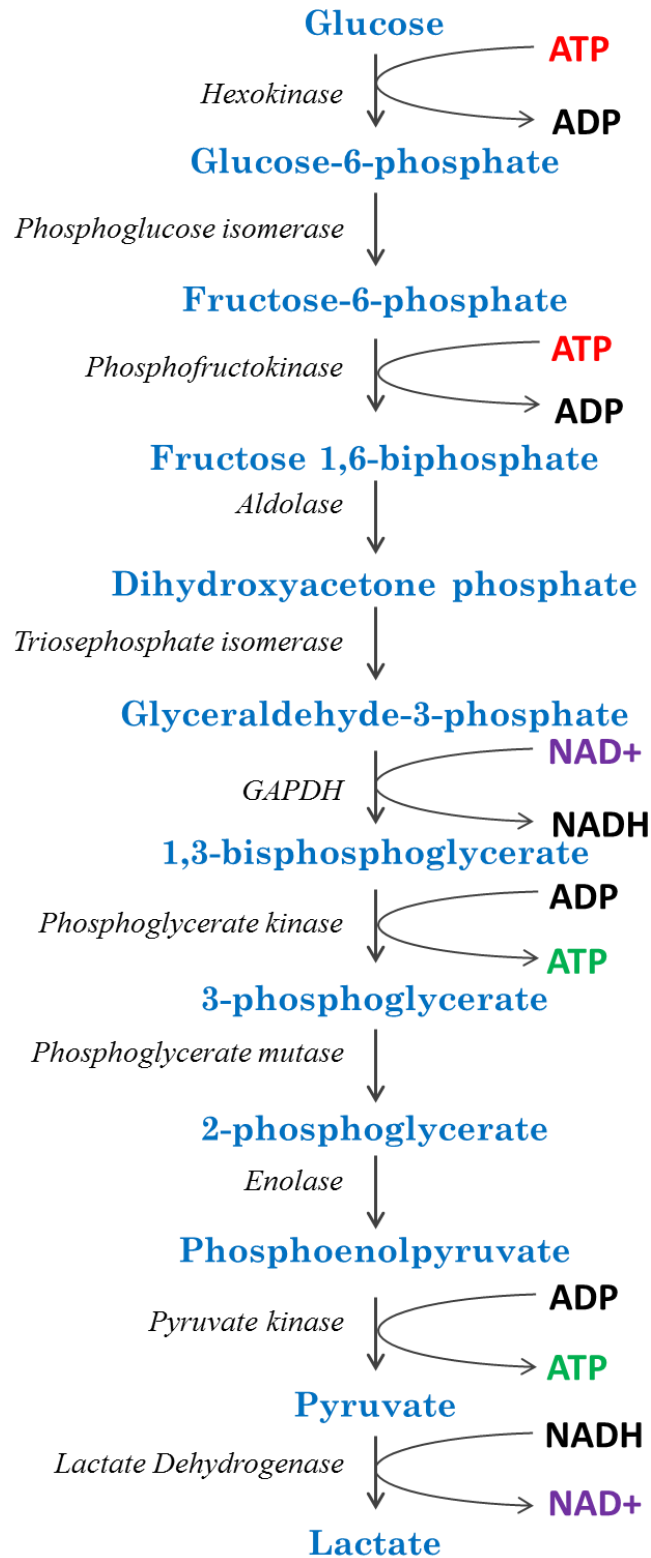 Glucose
ATP
Hexokinase
ADP
Glucose-6-phosphate
Phosphoglucose isomerase
Fructose-6-phosphate
ATP
Phosphofructokinase
ADP
Fructose 1,6-biphosphate
Aldolase
Dihydroxyacetone phosphate
Triosephosphate isomerase
Glyceraldehyde-3-phosphate
NAD+
GAPDH
NADH
1,3-bisphosphoglycerate
ADP
Phosphoglycerate kinase
ATP
3-phosphoglycerate
Phosphoglycerate mutase
2-phosphoglycerate
Enolase
Phosphoenolpyruvate
ADP
Pyruvate kinase
ATP
Pyruvate
NADH
Lactate Dehydrogenase
NAD+
Lactate